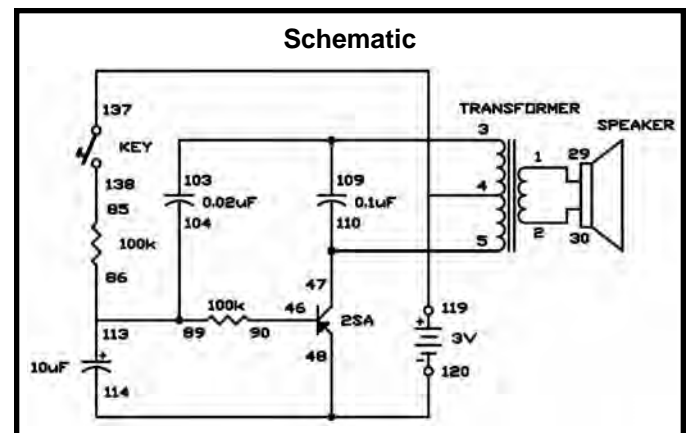 Schematic
137
TRANSFORMER
3
SPEAKER
KEY
1
29
138
103
109
4
85
0.02uF
0.1uF
104
110
2
30
100k
5
86
47
100k
46
119
113
89
90
2SA
+
3V
+
10uF
48
-
120
114